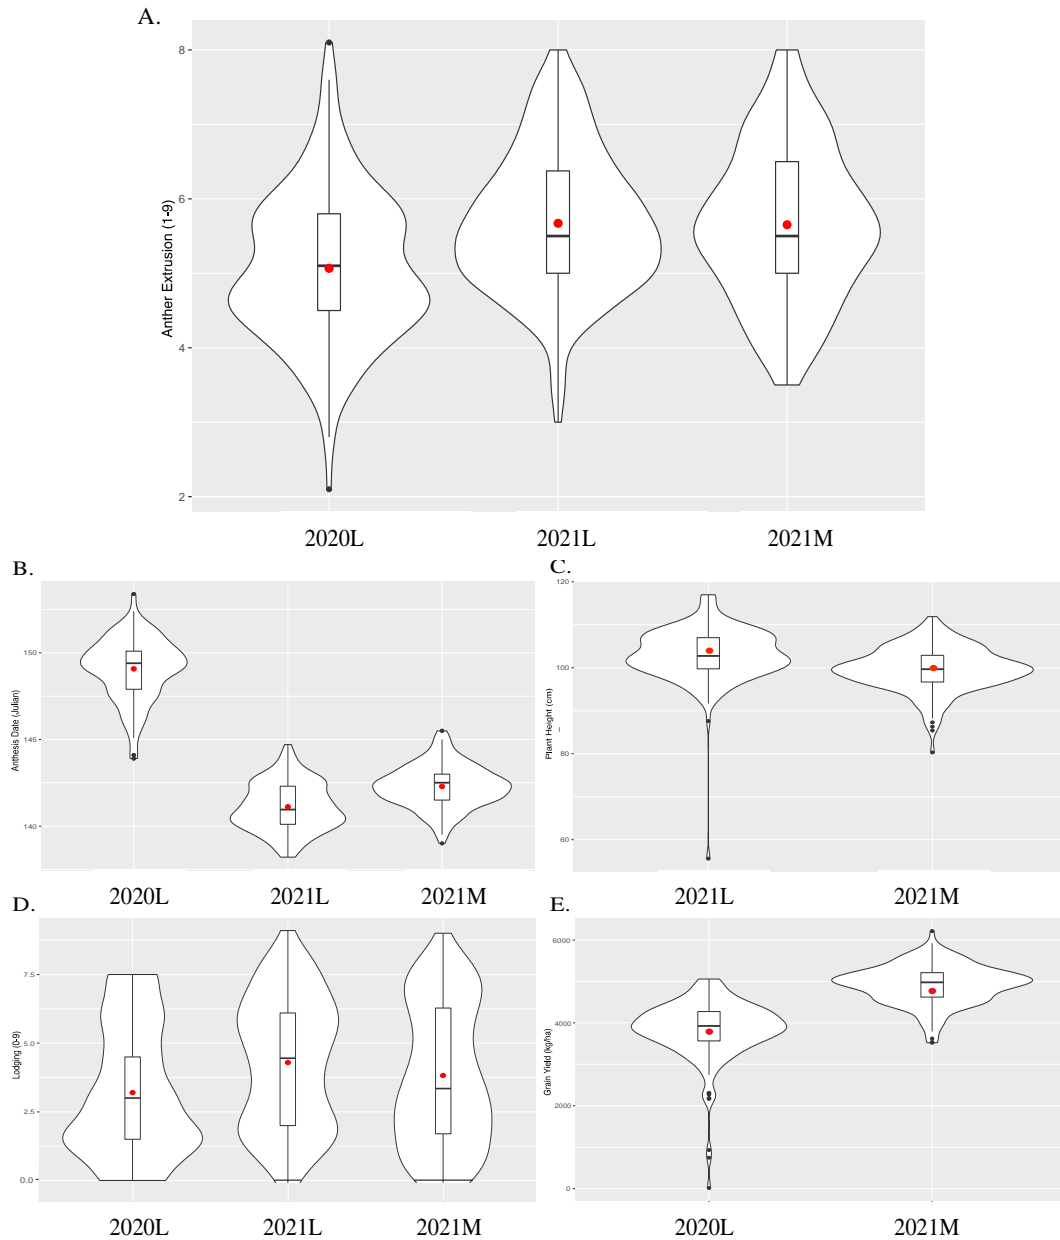 A.
Anther Extrusion (1-9)
8
6
4
2
2020L 2021L 2021M
B.
Anthesis Date (Julian)
150
145
140
2020L 2021L 2021M
C.
Plant Height (cm)
120
100
80
60
2021L 2021M
D.
Lodging (0-9)
7.5
5.0
2.5
0.0
2020L 2021L 2021M
E.
Grain Yield (kg/ha)
6000
4000
2000
0
2020L 2021M